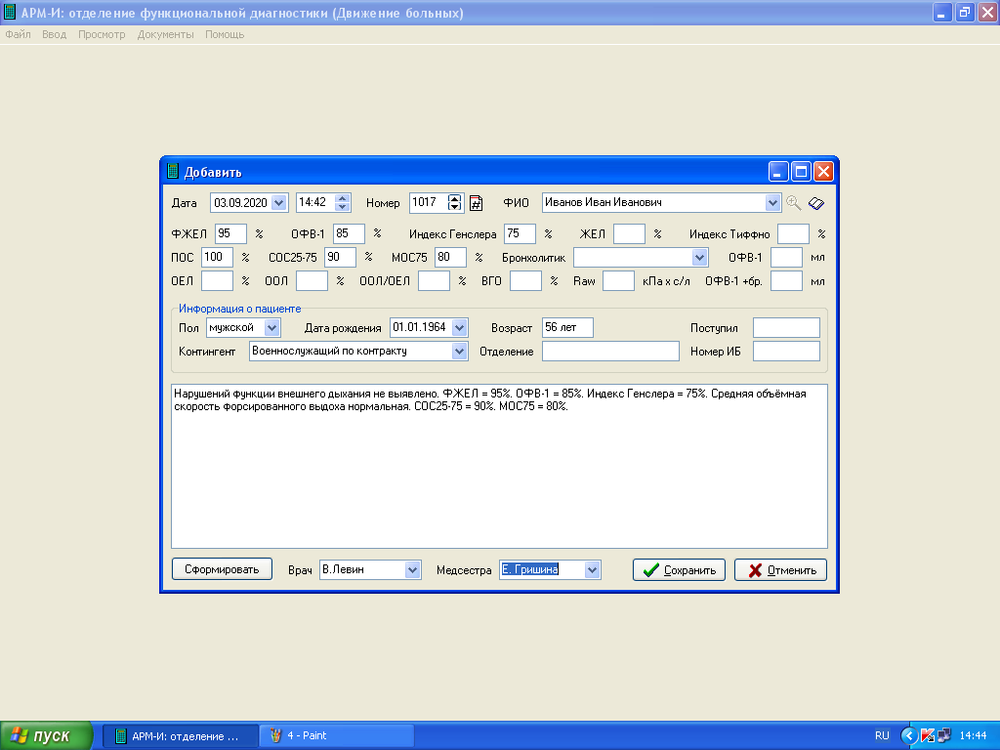 АРМ-И: отделение функциональной диагностики (Движение больных)
Файл Ввод Просмотр Документы Помощь
Добавить
Дата 03.09.2020 14:42 Номер 1017 # ФИО Иванов Иван Иванович
ФЖЕЛ 95 % ОФВ-1 85 % Индекс Генслера 75 % ЖЕЛ % Индекс Тиффно %
ПОС 100 % СОС25-75 90 % МОС75 80 % Бронхолитик ОФВ-1 мл
ОЕЛ % ООЛ % ООЛ/ОЕЛ % ВГО % Raw кПа х с/л ОФВ-1 +бр. мл
Информация о пациенте
Пол мужской Дата рождения 01.01.1964 Возраст 56 лет Поступил
Контингент Военнослужащий по контракту Отделение Номер ИБ
Нарушений функции внешнего дыхания не выявлено. ФЖЕЛ = 95%. ОФВ-1 = 85%. Индекс Генслера = 75%. Средняя объёмная
скорость форсированного выдоха нормальная. СОС25-75 = 90%. МОС75 = 80%.
Сформировать Врач В.Левин Медсестра Е. Гришина Сохранить Отменить
пуск АРМ-И: отделение ... 4 - Paint RU 14:44